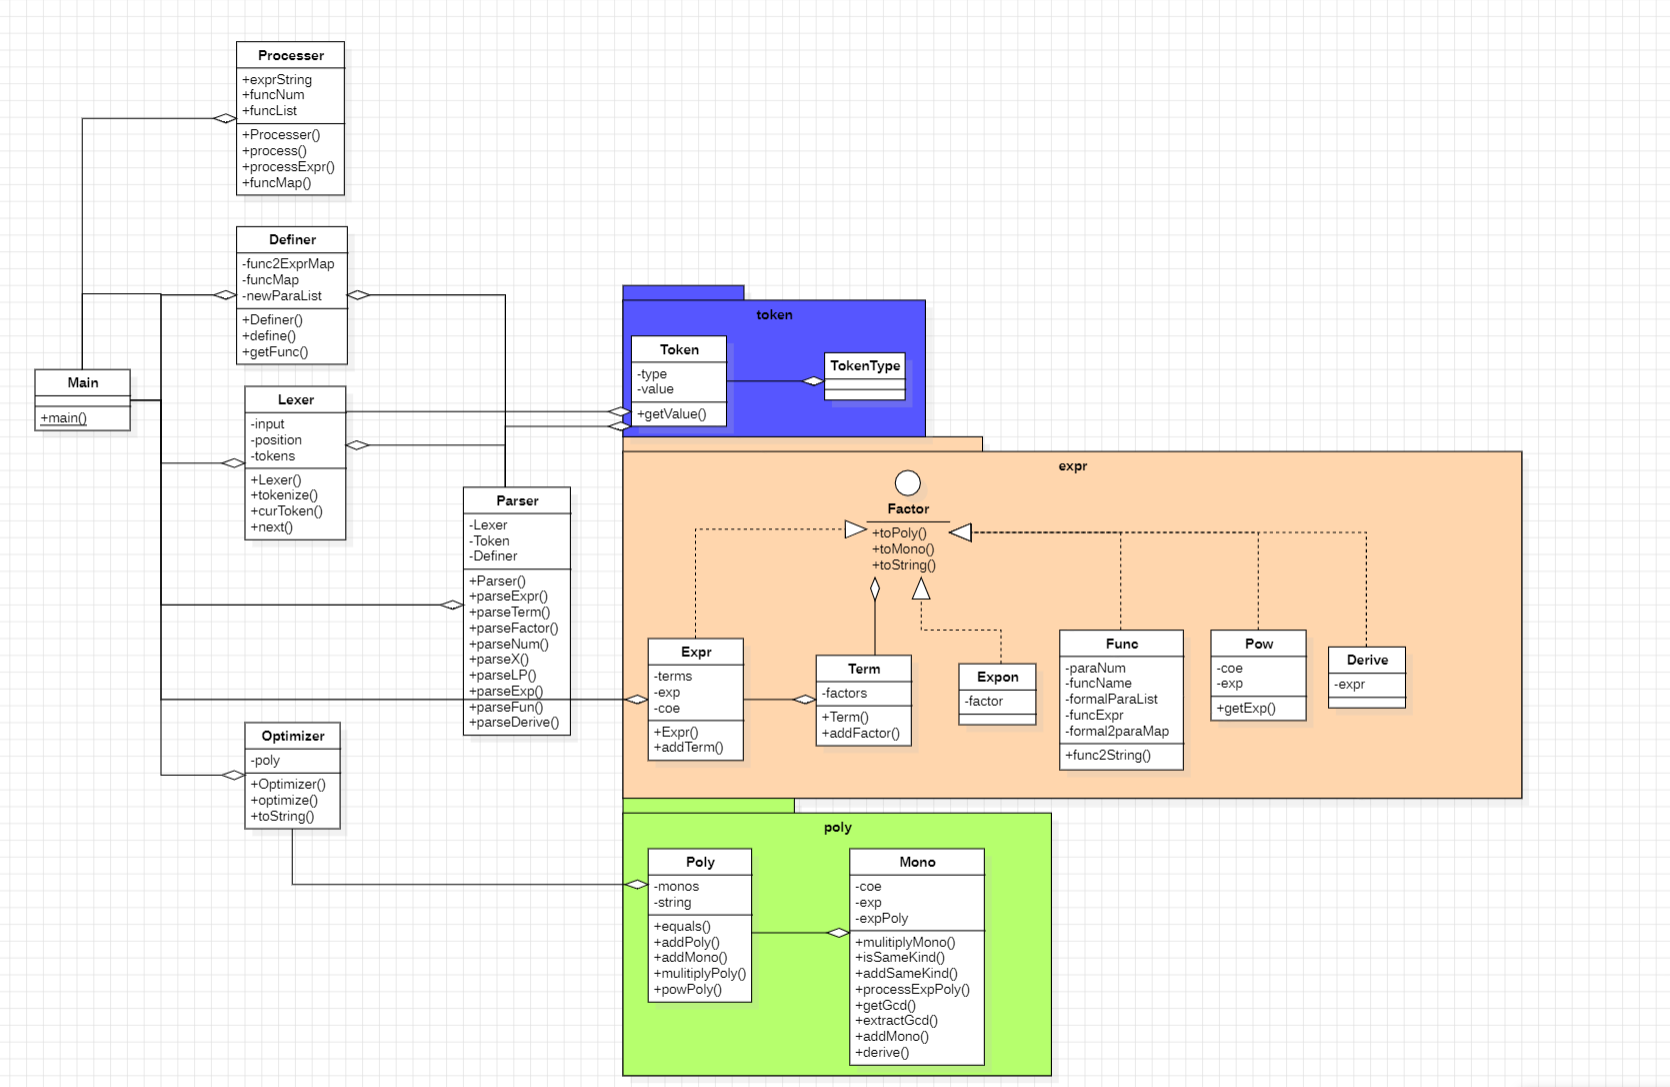 Processer
+exprString
+funcNum
+funcList
+Processer()
+process()
+processExpr()
+funcMap()
Definer
-func2ExprMap
-funcMap
-newParaList
+Definer()
+define()
+getFunc()
Main
+main()
Lexer
-input
-position
-tokens
+Lexer()
+tokenize()
+curToken()
+next()
Parser
-Lexer
-Token
-Definer
+Parser()
+parseExpr()
+parseTerm()
+parseFactor()
+parseNum()
+parseX()
+parseLP()
+parseExp()
+parseFun()
+parseDerive()
Optimizer
-poly
+Optimizer()
+optimize()
+toString()
token
Token
-type
-value
+getValue()
TokenType
expr
Factor
+toPoly()
+toMono()
+toString()
Expr
-terms
-exp
-coe
+Expr()
+addTerm()
Term
-factors
+Term()
+addFactor()
Expon
-factor
Func
-paraNum
-funcName
-formalParaList
-funcExpr
-formal2paraMap
+func2String()
Pow
-coe
-exp
+getExp()
Derive
-expr
poly
Poly
-monos
-string
+equals()
+addPoly()
+addMono()
+mulitiplyPoly()
+powPoly()
Mono
-coe
-exp
-expPoly
+mulitiplyMono()
+isSameKind()
+addSameKind()
+processExpPoly()
+getGcd()
+extractGcd()
+addMono()
+derive()